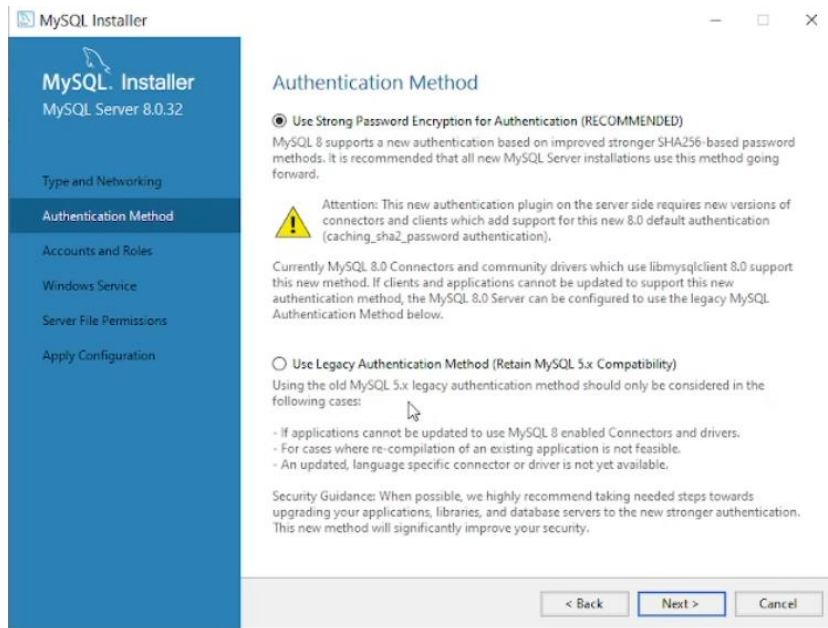 MySQL Installer
MySQL. Installer
MySQL Server 8.0.32
Type and Networking
Authentication Method
Accounts and Roles
Windows Service
Server File Permissions
Apply Configuration
Authentication Method
Use Strong Password Encryption for Authentication (RECOMMENDED)
MySQL 8 supports a new authentication based on improved stronger SHA256-based password
methods. It is recommended that all new MySQL Server installations use this method going
forward.
Attention: This new authentication plugin on the server side requires new versions of
connectors and clients which add support for this new 8.0 default authentication
(caching_sha2_password authentication).
Currently MySQL 8.0 Connectors and community drivers which use libmysqlclient 8.0 support
this new method. If clients and applications cannot be updated to support this new
authentication method, the MySQL 8.0 Server can be configured to use the legacy MySQL
Authentication Method below.
Use Legacy Authentication Method (Retain MySQL 5.x Compatibility)
Using the old MySQL 5.x legacy authentication method should only be considered in the
following cases:
- If applications cannot be updated to use MySQL 8 enabled Connectors and drivers.
- For cases where re-compilation of an existing application is not feasible.
- An updated, language specific connector or driver is not yet available.
Security Guidance: When possible, we highly recommend taking needed steps towards
upgrading your applications, libraries, and database servers to the new stronger authentication.
This new method will significantly improve your security.
< Back
Next >
Cancel